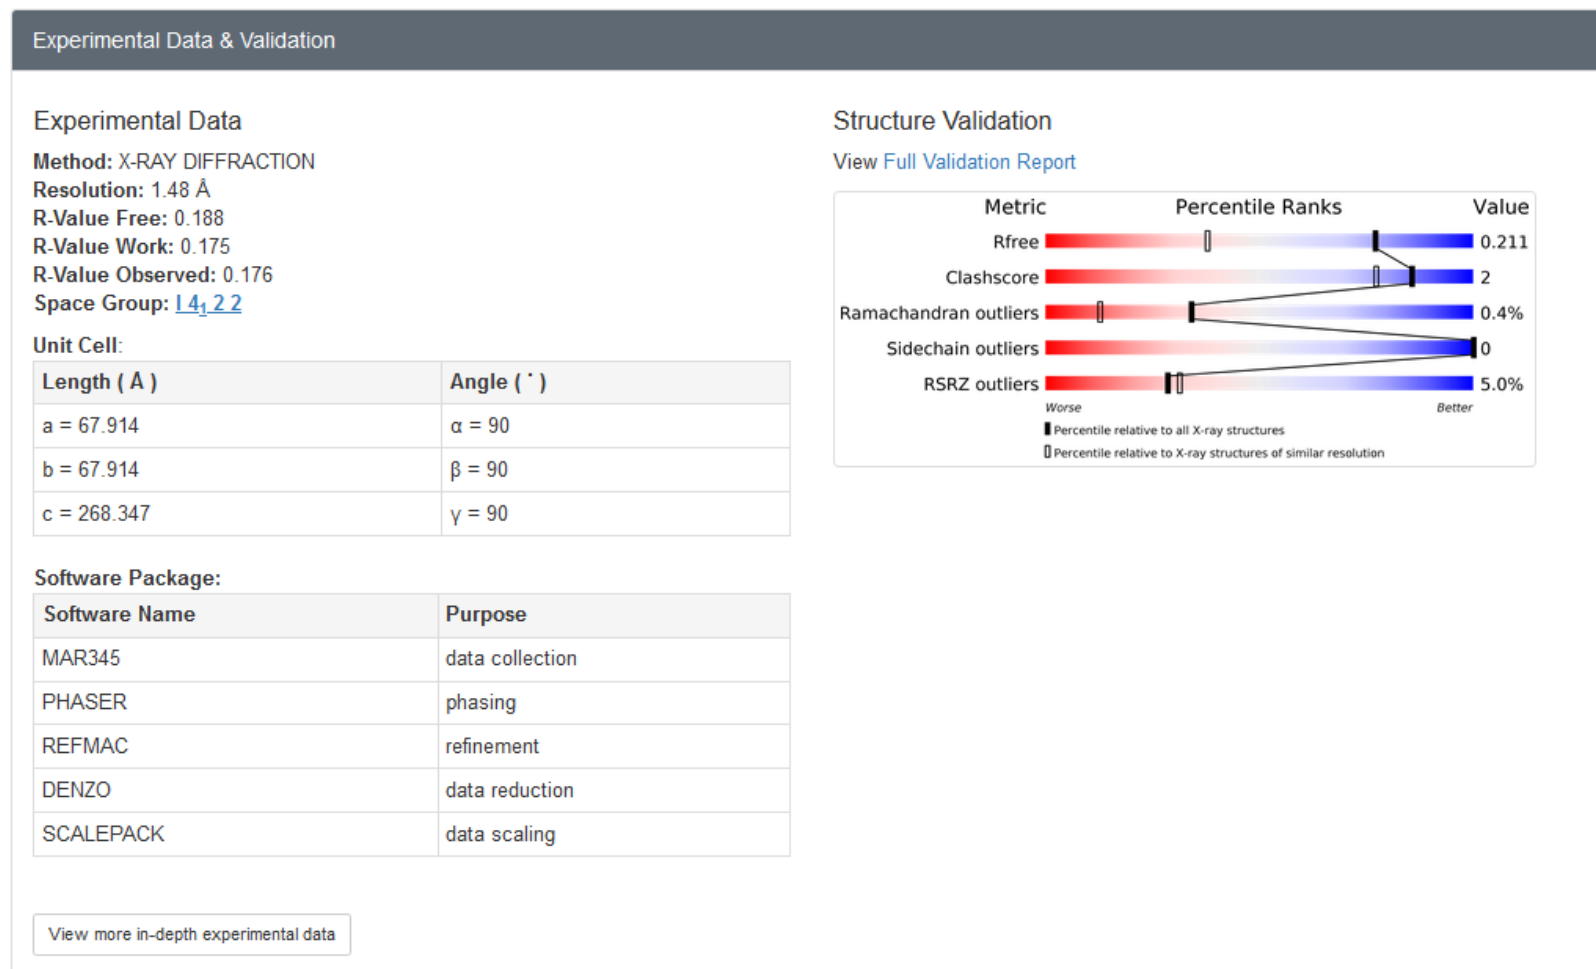 Experimental Data & Validation
Experimental Data
Method: X-RAY DIFFRACTION
Resolution: 1.48 Å
R-Value Free: 0.188
R-Value Work: 0.175
R-Value Observed: 0.176
Space Group: I 4₁ 2 2
Unit Cell:
Length ( Å ) Angle ( ˚ )
a = 67.914 α = 90
b = 67.914 β = 90
c = 268.347 γ = 90
Software Package:
Software Name Purpose
MAR345 data collection
PHASER phasing
REFMAC refinement
DENZO data reduction
SCALEPACK data scaling
View more in-depth experimental data
Structure Validation
View Full Validation Report
Metric Percentile Ranks Value
Rfree 0.211
Clashscore 2
Ramachandran outliers 0.4%
Sidechain outliers 0
RSRZ outliers 5.0%
Worse Better
Percentile relative to all X-ray structures
Percentile relative to X-ray structures of similar resolution